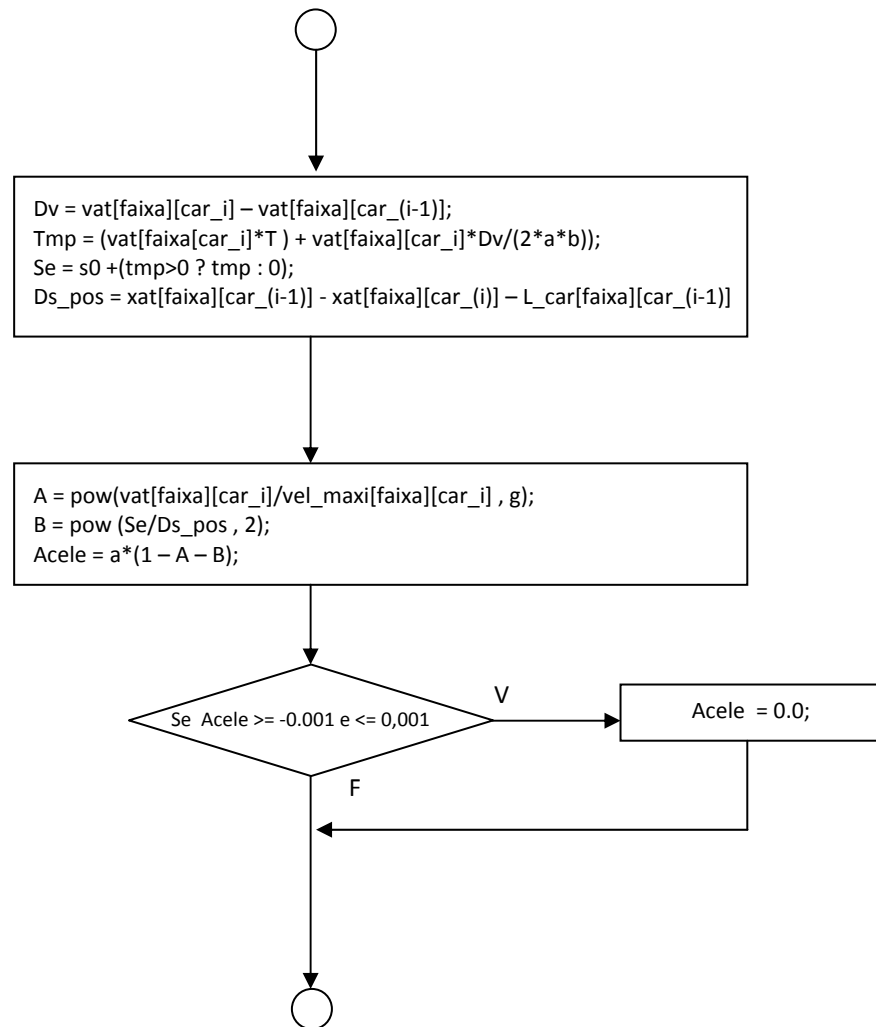 Dv = vat[faixa][car_i] – vat[faixa][car_(i-1)];
Tmp = (vat[faixa[car_i]*T ) + vat[faixa][car_i]*Dv/(2*a*b));
Se = s0 +(tmp>0 ? tmp : 0);
Ds_pos = xat[faixa][car_(i-1)] - xat[faixa][car_(i)] – L_car[faixa][car_(i-1)]
A = pow(vat[faixa][car_i]/vel_maxi[faixa][car_i] , g);
B = pow (Se/Ds_pos , 2);
Acele = a*(1 – A – B);
Se  Acele >= -0.001 e <= 0,001
V
Acele  = 0.0;
F